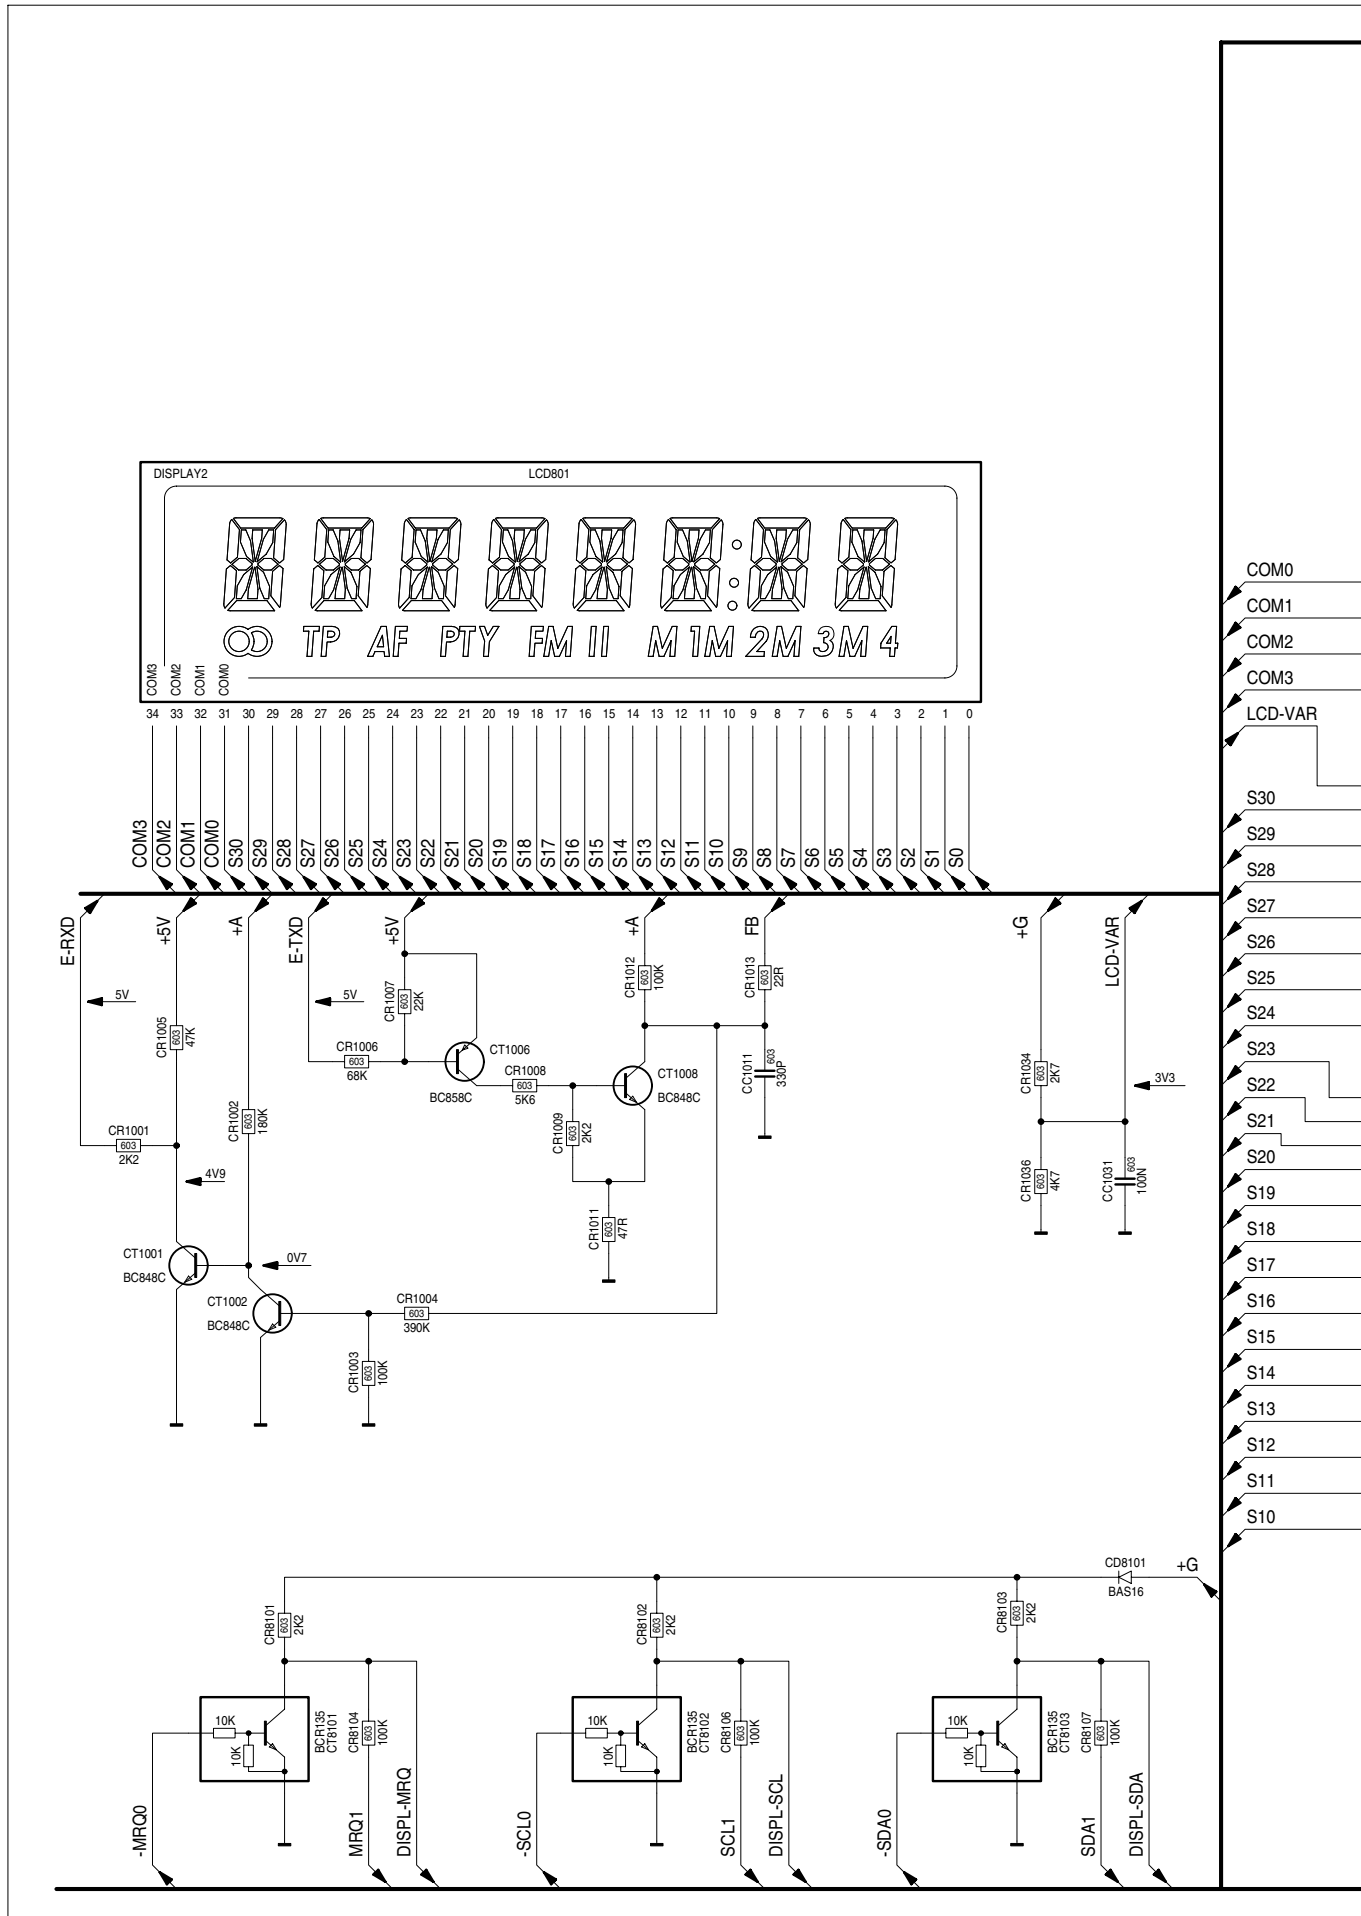 DISPLAY2 LCD801
TP AF PTY FM II M 1 M 2 M 3 M 4
COM3 COM2 COM1 COM0
34 33 32 31 30 29 28 27 26 25 24 23 22 21 20 19 18 17 16 15 14 13 12 11 10 9 8 7 6 5 4 3 2 1 0
COM3 COM2 COM1 COM0 S30 S29 S28 S27 S26 S25 S24 S23 S22 S21 S20 S19 S18 S17 S16 S15 S14 S13 S12 S11 S10 S9 S8 S7 S6 S5 S4 S3 S2 S1 S0
E-RXD +5V +A E-TXD +5V +A FB +G LCD-VAR
5V
CR1005 603 47K
5V
CR1007 603 22K
CR1012 603 100K
CR1013 603 22R
CR1006 603 68K
CT1006
BC858C
CR1008 603 5K6
CT1008
BC848C
CC1011 603 330P
CR1034 603 2K7
3V3
CR1001 603 2K2
CR1002 603 180K
CR1009 603 2K2
4V9
CR1036 603 4K7
CC1031 603 100N
CR1011 603 47R
CT1001
BC848C
0V7
CT1002
BC848C
CR1004 603 390K
CR1003 603 100K
COM0
COM1
COM2
COM3
LCD-VAR
S30
S29
S28
S27
S26
S25
S24
S23
S22
S21
S20
S19
S18
S17
S16
S15
S14
S13
S12
S11
S10
CD8101
BAS16
+G
CR8101 603 2K2
CR8102 603 2K2
CR8103 603 2K2
10K
10K
BCR135
CT8101
CR8104 603 100K
10K
10K
BCR135
CT8102
CR8106 603 100K
10K
10K
BCR135
CT8103
CR8107 603 100K
-MRQ0 MRQ1 DISPL-MRQ -SCL0 SCL1 DISPL-SCL -SDA0 SDA1 DISPL-SDA